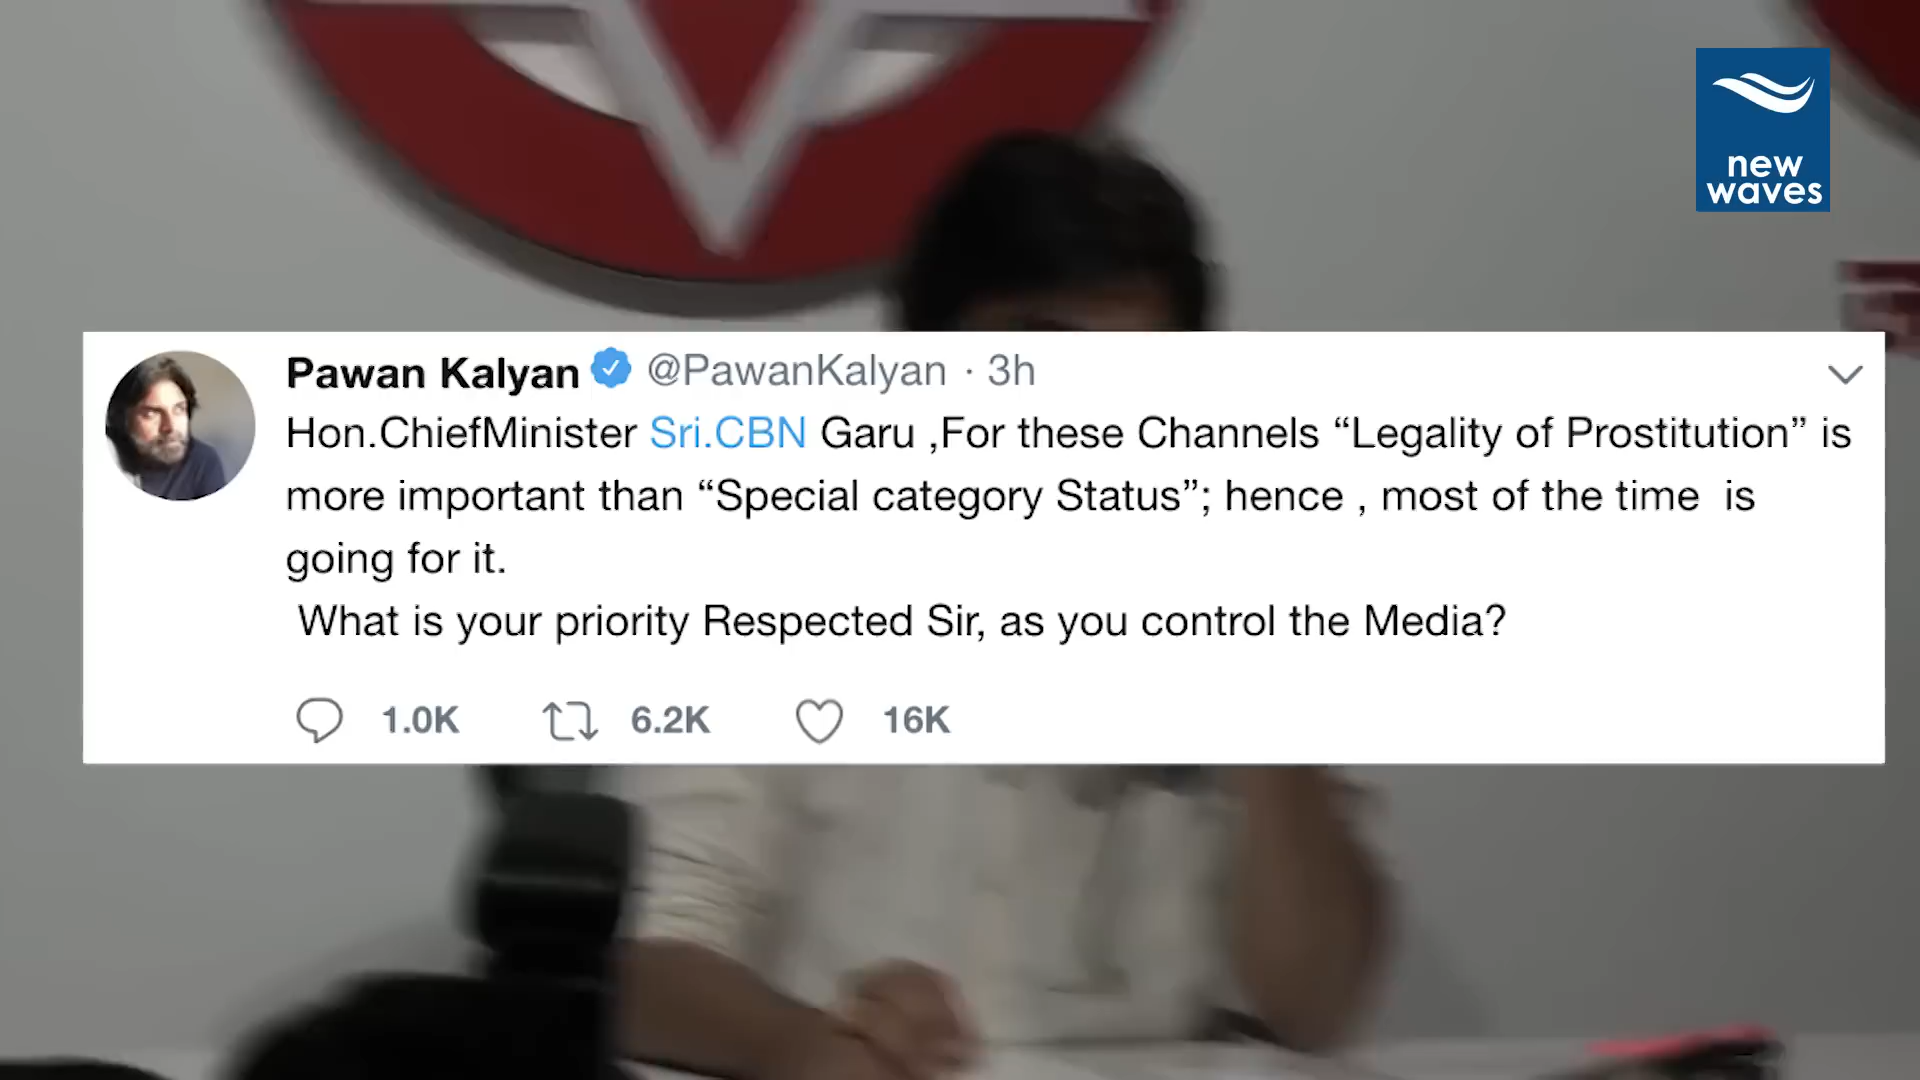 new
waves
Pawan Kalyan @PawanKalyan · 3h
Hon.ChiefMinister Sri.CBN Garu ,For these Channels “Legality of Prostitution” is
more important than “Special category Status”; hence , most of the time  is
going for it.
What is your priority Respected Sir, as you control the Media?
1.0K 6.2K 16K